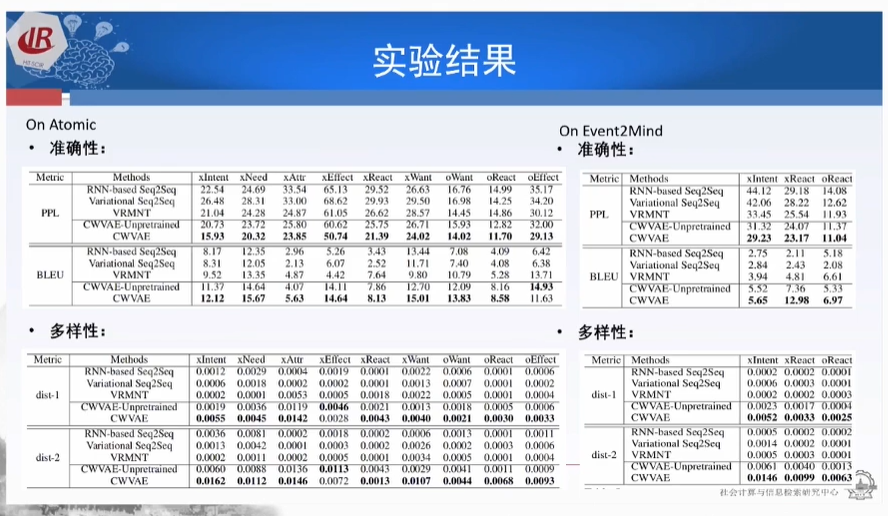 实验结果
On Atomic
• 准确性：
Metric Methods xIntent xNeed xAttr xEffect xReact xWant oWant oReact oEffect
PPL
RNN-based Seq2Seq 22.54 24.69 33.54 65.13 29.52 26.63 16.76 14.99 35.17
Variational Seq2Seq 26.48 28.31 33.00 68.62 29.93 29.50 16.98 14.25 34.20
VRMNT 21.04 24.28 24.87 61.05 26.62 28.57 14.45 14.86 30.12
CWVAE-Unpretrained 20.73 23.72 25.80 60.62 25.75 26.71 15.93 12.82 32.00
CWVAE 15.93 20.32 23.85 50.74 21.39 24.02 14.02 11.70 29.13
BLEU
RNN-based Seq2Seq 8.17 12.35 2.96 5.26 3.43 13.44 7.08 4.09 6.42
Variational Seq2Seq 8.31 12.05 2.13 6.07 2.52 11.71 7.40 4.08 6.38
VRMNT 9.52 13.35 4.87 4.42 7.64 9.80 10.79 5.28 13.71
CWVAE-Unpretrained 11.37 14.64 4.07 14.11 7.86 12.70 12.09 8.16 14.93
CWVAE 12.12 15.67 5.63 14.64 8.13 15.01 13.83 8.58 11.63
• 多样性：
Metric Methods xIntent xNeed xAttr xEffect xReact xWant oWant oReact oEffect
dist-1
RNN-based Seq2Seq 0.0012 0.0029 0.0004 0.0019 0.0001 0.0022 0.0006 0.0001 0.0006
Variational Seq2Seq 0.0006 0.0018 0.0002 0.0002 0.0001 0.0013 0.0007 0.0001 0.0002
VRMNT 0.0002 0.0001 0.0053 0.0005 0.0018 0.0022 0.0005 0.0001 0.0004
CWVAE-Unpretrained 0.0019 0.0036 0.0119 0.0046 0.0021 0.0013 0.0018 0.0005 0.0006
CWVAE 0.0055 0.0045 0.0142 0.0028 0.0043 0.0040 0.0021 0.0030 0.0033
dist-2
RNN-based Seq2Seq 0.0036 0.0081 0.0002 0.0018 0.0002 0.0006 0.0013 0.0001 0.0011
Variational Seq2Seq 0.0013 0.0042 0.0001 0.0003 0.0002 0.0026 0.0002 0.0003 0.0006
VRMNT 0.0002 0.0011 0.0002 0.0005 0.0001 0.0034 0.0005 0.0001 0.0004
CWVAE-Unpretrained 0.0060 0.0088 0.0136 0.0113 0.0043 0.0029 0.0041 0.0011 0.0009
CWVAE 0.0162 0.0112 0.0146 0.0072 0.0013 0.0107 0.0044 0.0068 0.0093
On Event2Mind
• 准确性：
Metric Methods xIntent xReact oReact
PPL
RNN-based Seq2Seq 44.12 29.18 14.08
Variational Seq2Seq 42.06 28.22 12.62
VRMNT 33.45 25.54 11.93
CWVAE-Unpretrained 31.32 24.07 11.37
CWVAE 29.23 23.17 11.04
BLEU
RNN-based Seq2Seq 2.75 2.11 5.18
Variational Seq2Seq 2.84 2.43 2.08
VRMNT 3.94 4.81 6.61
CWVAE-Unpretrained 5.52 7.36 5.33
CWVAE 5.65 12.98 6.97
• 多样性：
Metric Methods xIntent xReact oReact
dist-1
RNN-based Seq2Seq 0.0002 0.0002 0.0001
Variational Seq2Seq 0.0006 0.0003 0.0001
VRMNT 0.0002 0.0002 0.0003
CWVAE-Unpretrained 0.0023 0.0017 0.0004
CWVAE 0.0052 0.0033 0.0025
dist-2
RNN-based Seq2Seq 0.0005 0.0002 0.0002
Variational Seq2Seq 0.0014 0.0002 0.0001
VRMNT 0.0005 0.0003 0.0001
CWVAE-Unpretrained 0.0061 0.0040 0.0013
CWVAE 0.0146 0.0099 0.0063
社会计算与信息检索研究中心